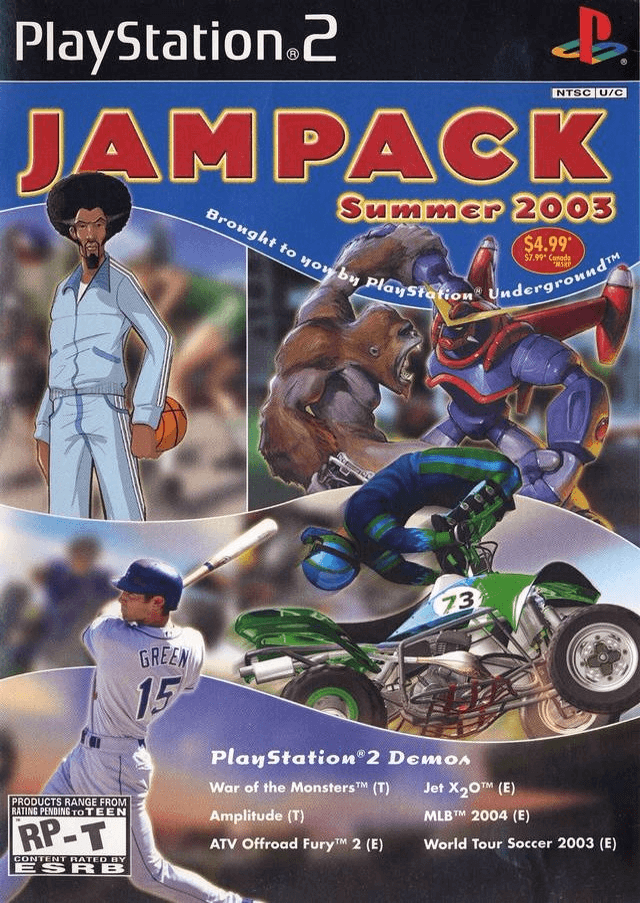 PlayStation®2
NTSC U/C
JAMPACK
Summer 2003
Brought to you by PlayStation® Underground™
$4.99*
$7.99* Canada
*MSRP
GREEN
15
73
PlayStation®2 Demos
War of the Monsters™ (T)
Jet X₂O™ (E)
Amplitude (T)
MLB™ 2004 (E)
ATV Offroad Fury™ 2 (E)
World Tour Soccer 2003 (E)
PRODUCTS RANGE FROM
RATING PENDING TO TEEN
RP-T
CONTENT RATED BY
ESRB